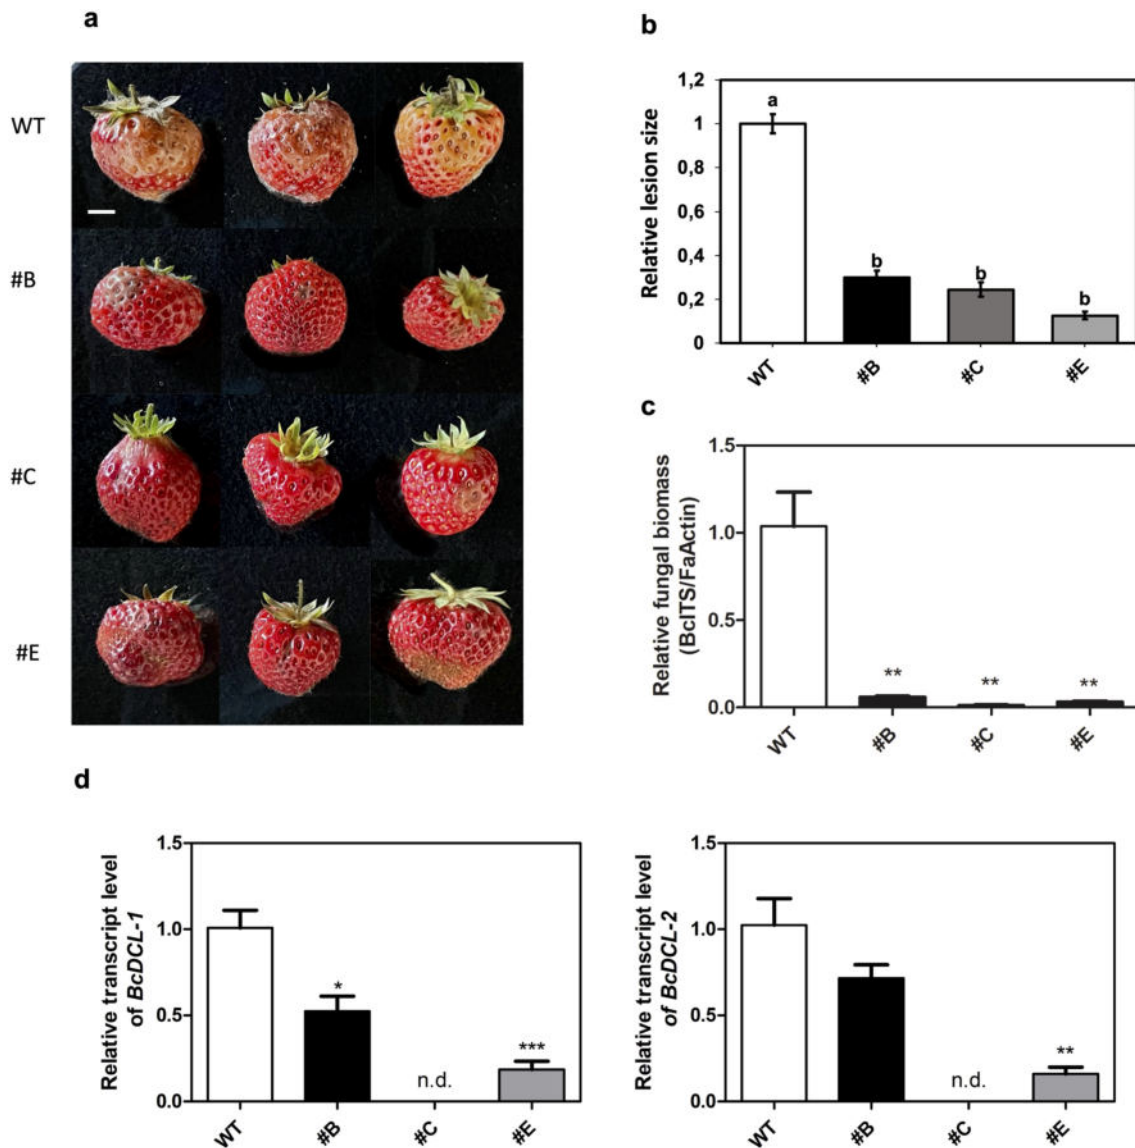 a
WT
#B
#C
#E
b
Relative lesion size
1,2
1
0,8
0,6
0,4
0,2
0
a
b
b
b
WT
#B
#C
#E
c
Relative fungal biomass
(BcITS/FaActin)
1.5
1.0
0.5
0.0
**
**
**
WT
#B
#C
#E
d
Relative transcript level
of BcDCL-1
1.5
1.0
0.5
0.0
*
n.d.
***
WT
#B
#C
#E
Relative transcript level
of BcDCL-2
1.5
1.0
0.5
0.0
n.d.
**
WT
#B
#C
#E